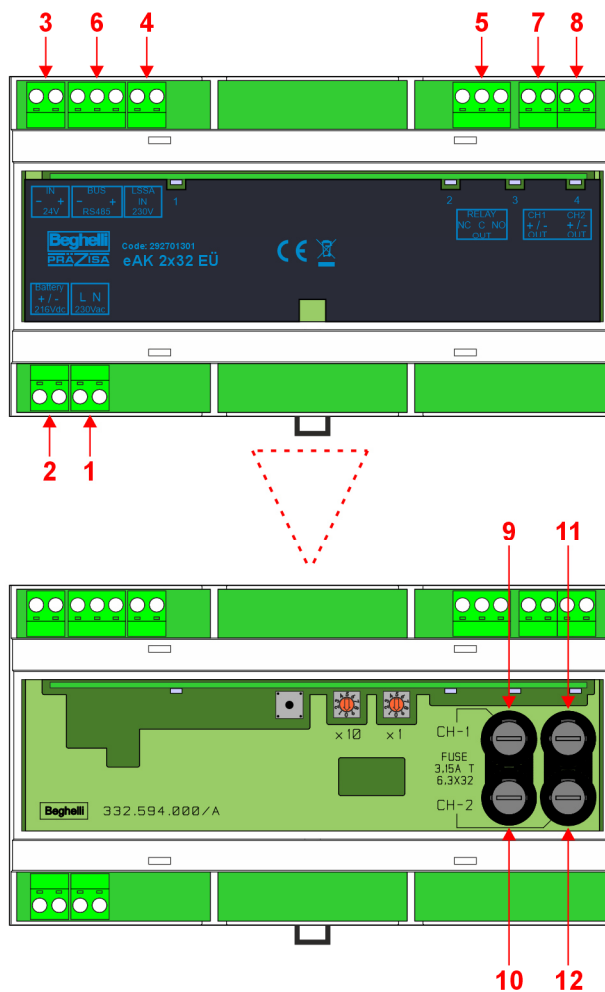 3 6 4 5 7 8
IN BUS LSSA
- + - + IN
24V RS485 230V
1 2 3 4
RELAY CH1 CH2
NC C NO +/- +/-
OUT OUT OUT
Beghelli
PRÄZISA
Code: 292701301
eAK 2x32 EÜ
CE
Battery
+ / - L N
216Vdc 230Vac
2 1
9 11
x10 x1
CH-1
FUSE
3.15A T
6.3X32
CH-2
Beghelli 332.594.000/A
10 12